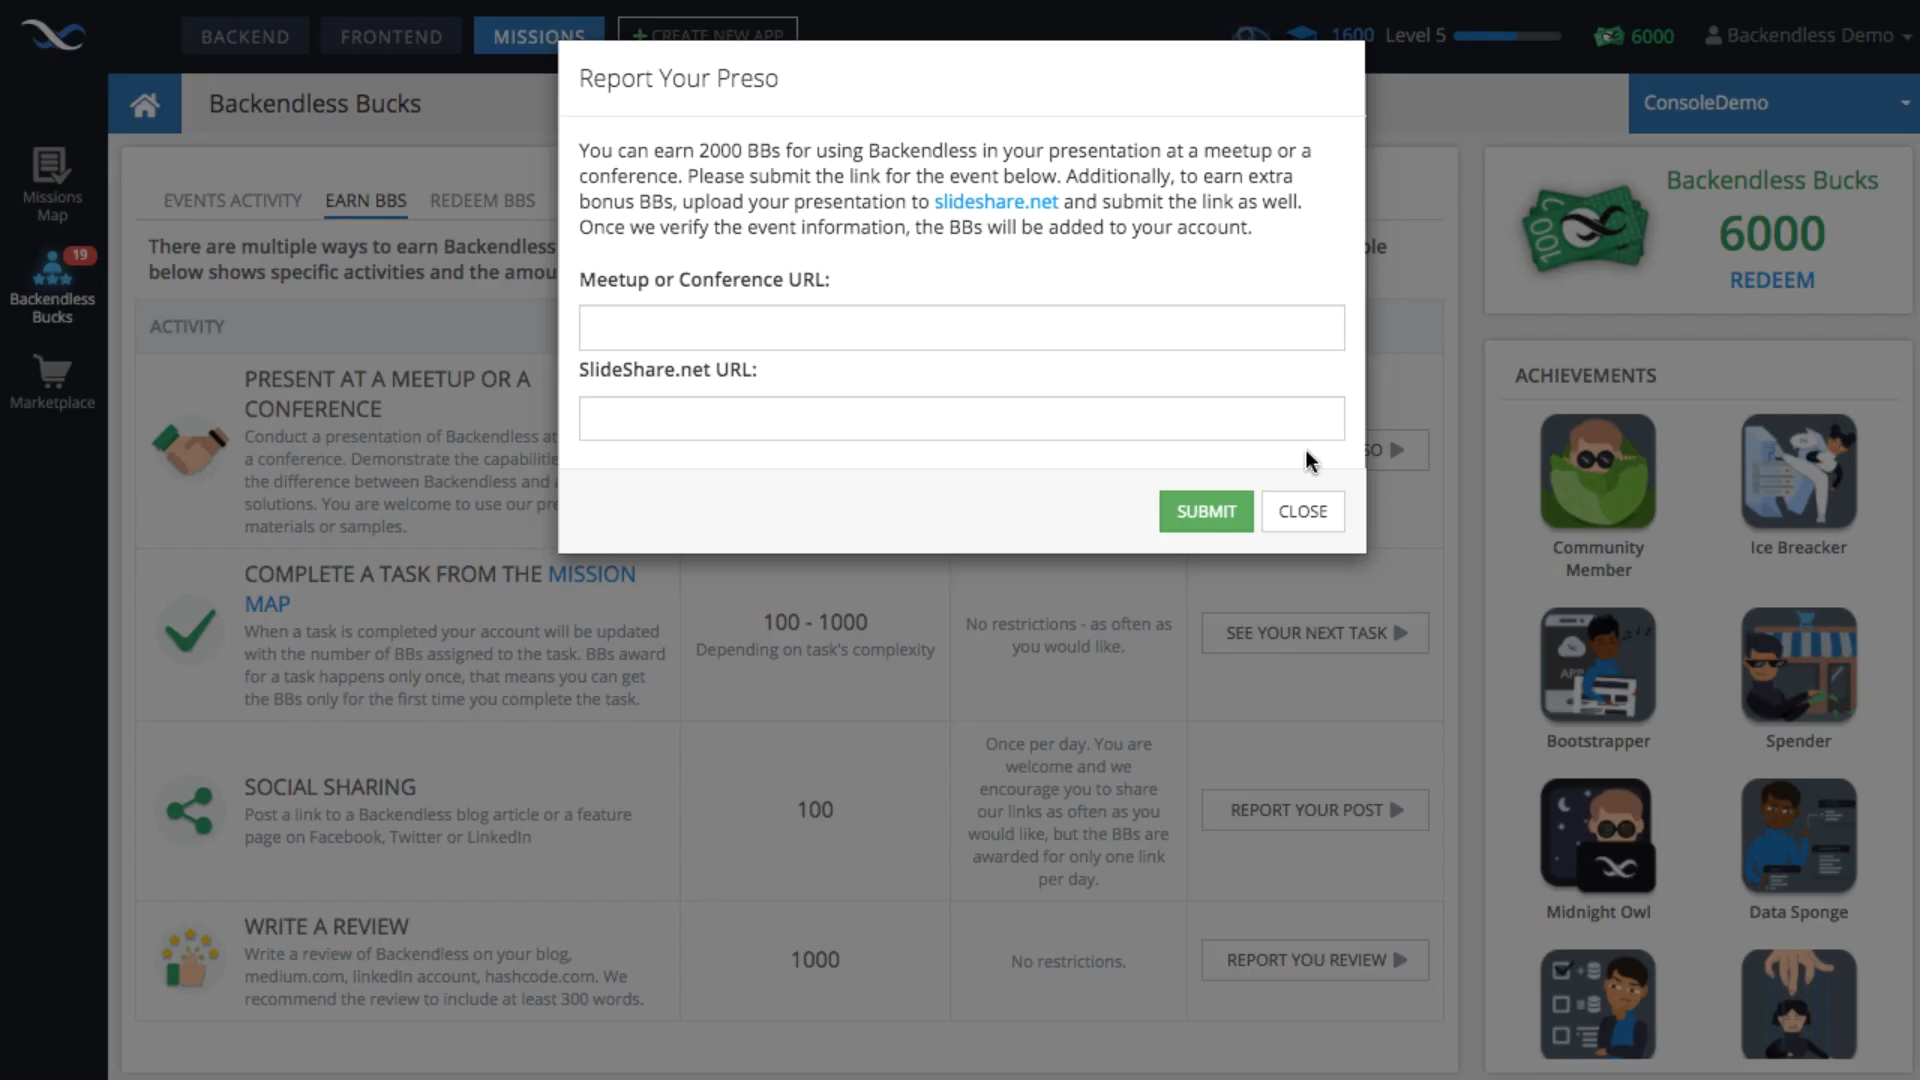 BACKEND
FRONTEND
MISSIONS
+ CREATE NEW APP
1600 Level 5
6000
Backendless Demo
Backendless Bucks
ConsoleDemo
Missions
Map
19
Backendless
Bucks
Marketplace
EVENTS ACTIVITY
EARN BBS
REDEEM BBS
There are multiple ways to earn Backendless
below shows specific activities and the amou
ACTIVITY
PRESENT AT A MEETUP OR A
CONFERENCE
Conduct a presentation of Backendless at
a conference. Demonstrate the capabilitie
the difference between Backendless and
solutions. You are welcome to use our pre
materials or samples.
COMPLETE A TASK FROM THE MISSION
MAP
When a task is completed your account will be updated
with the number of BBs assigned to the task. BBs award
for a task happens only once, that means you can get
the BBs only for the first time you complete the task.
100 - 1000
Depending on task's complexity
No restrictions - as often as
you would like.
SEE YOUR NEXT TASK
SOCIAL SHARING
Post a link to a Backendless blog article or a feature
page on Facebook, Twitter or LinkedIn
100
Once per day. You are
welcome and we
encourage you to share
our links as often as you
would like, but the BBs are
awarded for only one link
per day.
REPORT YOUR POST
WRITE A REVIEW
Write a review of Backendless on your blog,
medium.com, linkedIn account, hashcode.com. We
recommend the review to include at least 300 words.
1000
No restrictions.
REPORT YOU REVIEW
Report Your Preso
You can earn 2000 BBs for using Backendless in your presentation at a meetup or a
conference. Please submit the link for the event below. Additionally, to earn extra
bonus BBs, upload your presentation to slideshare.net and submit the link as well.
Once we verify the event information, the BBs will be added to your account.
Meetup or Conference URL:
SlideShare.net URL:
SUBMIT
CLOSE
Backendless Bucks
100
6000
REDEEM
ACHIEVEMENTS
Community
Member
Ice Breacker
APP
Bootstrapper
Spender
Midnight Owl
Data Sponge